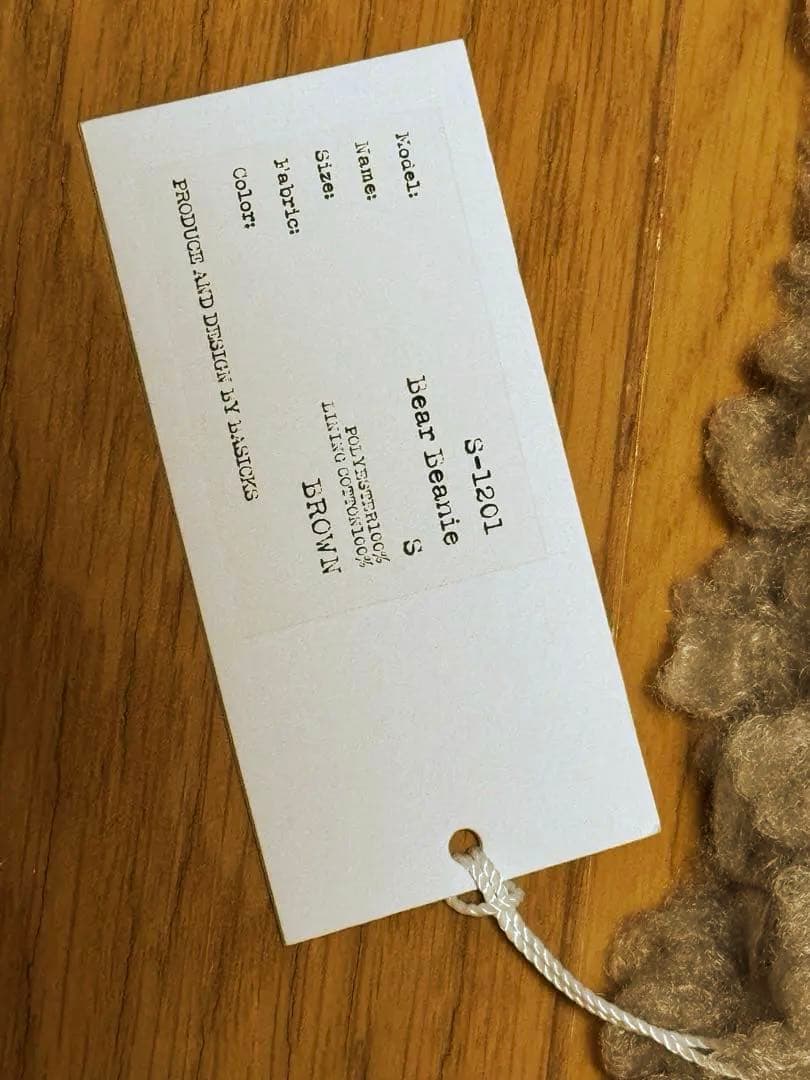 Model: S-1201
Name: Bear Beanie
Size: S
Fabric: POLYESTER100%
LINING COTTON100%
Color: BROWN
PRODUCE AND DESIGN BY BASICKS